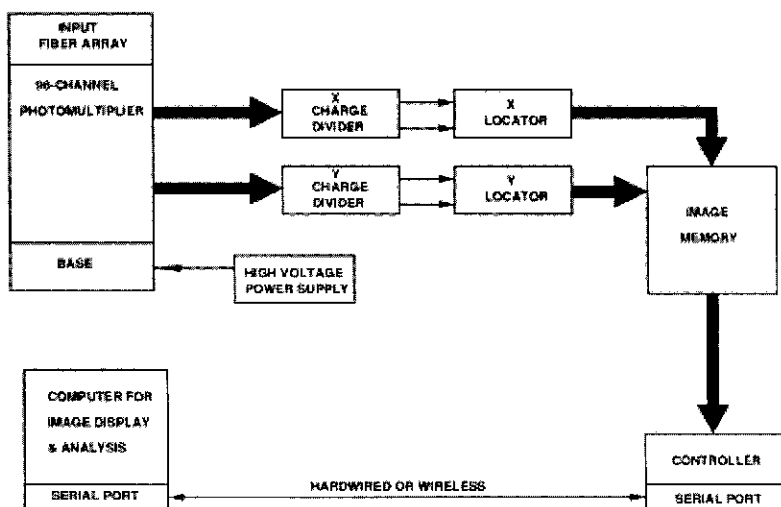 INPUT
FIBER ARRAY
96-CHANNEL
PHOTOMULTIPLIER
BASE
X
CHARGE
DIVIDER
X
LOCATOR
Y
CHARGE
DIVIDER
Y
LOCATOR
IMAGE
MEMORY
HIGH VOLTAGE
POWER SUPPLY
COMPUTER FOR
IMAGE DISPLAY
& ANALYSIS
SERIAL PORT
HARDWIRED OR WIRELESS
CONTROLLER
SERIAL PORT